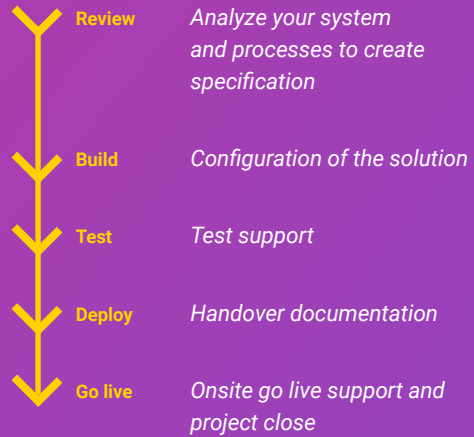 Review
Analyze your system
and processes to create
specification
Build
Configuration of the solution
Test
Test support
Deploy
Handover documentation
Go live
Onsite go live support and
project close